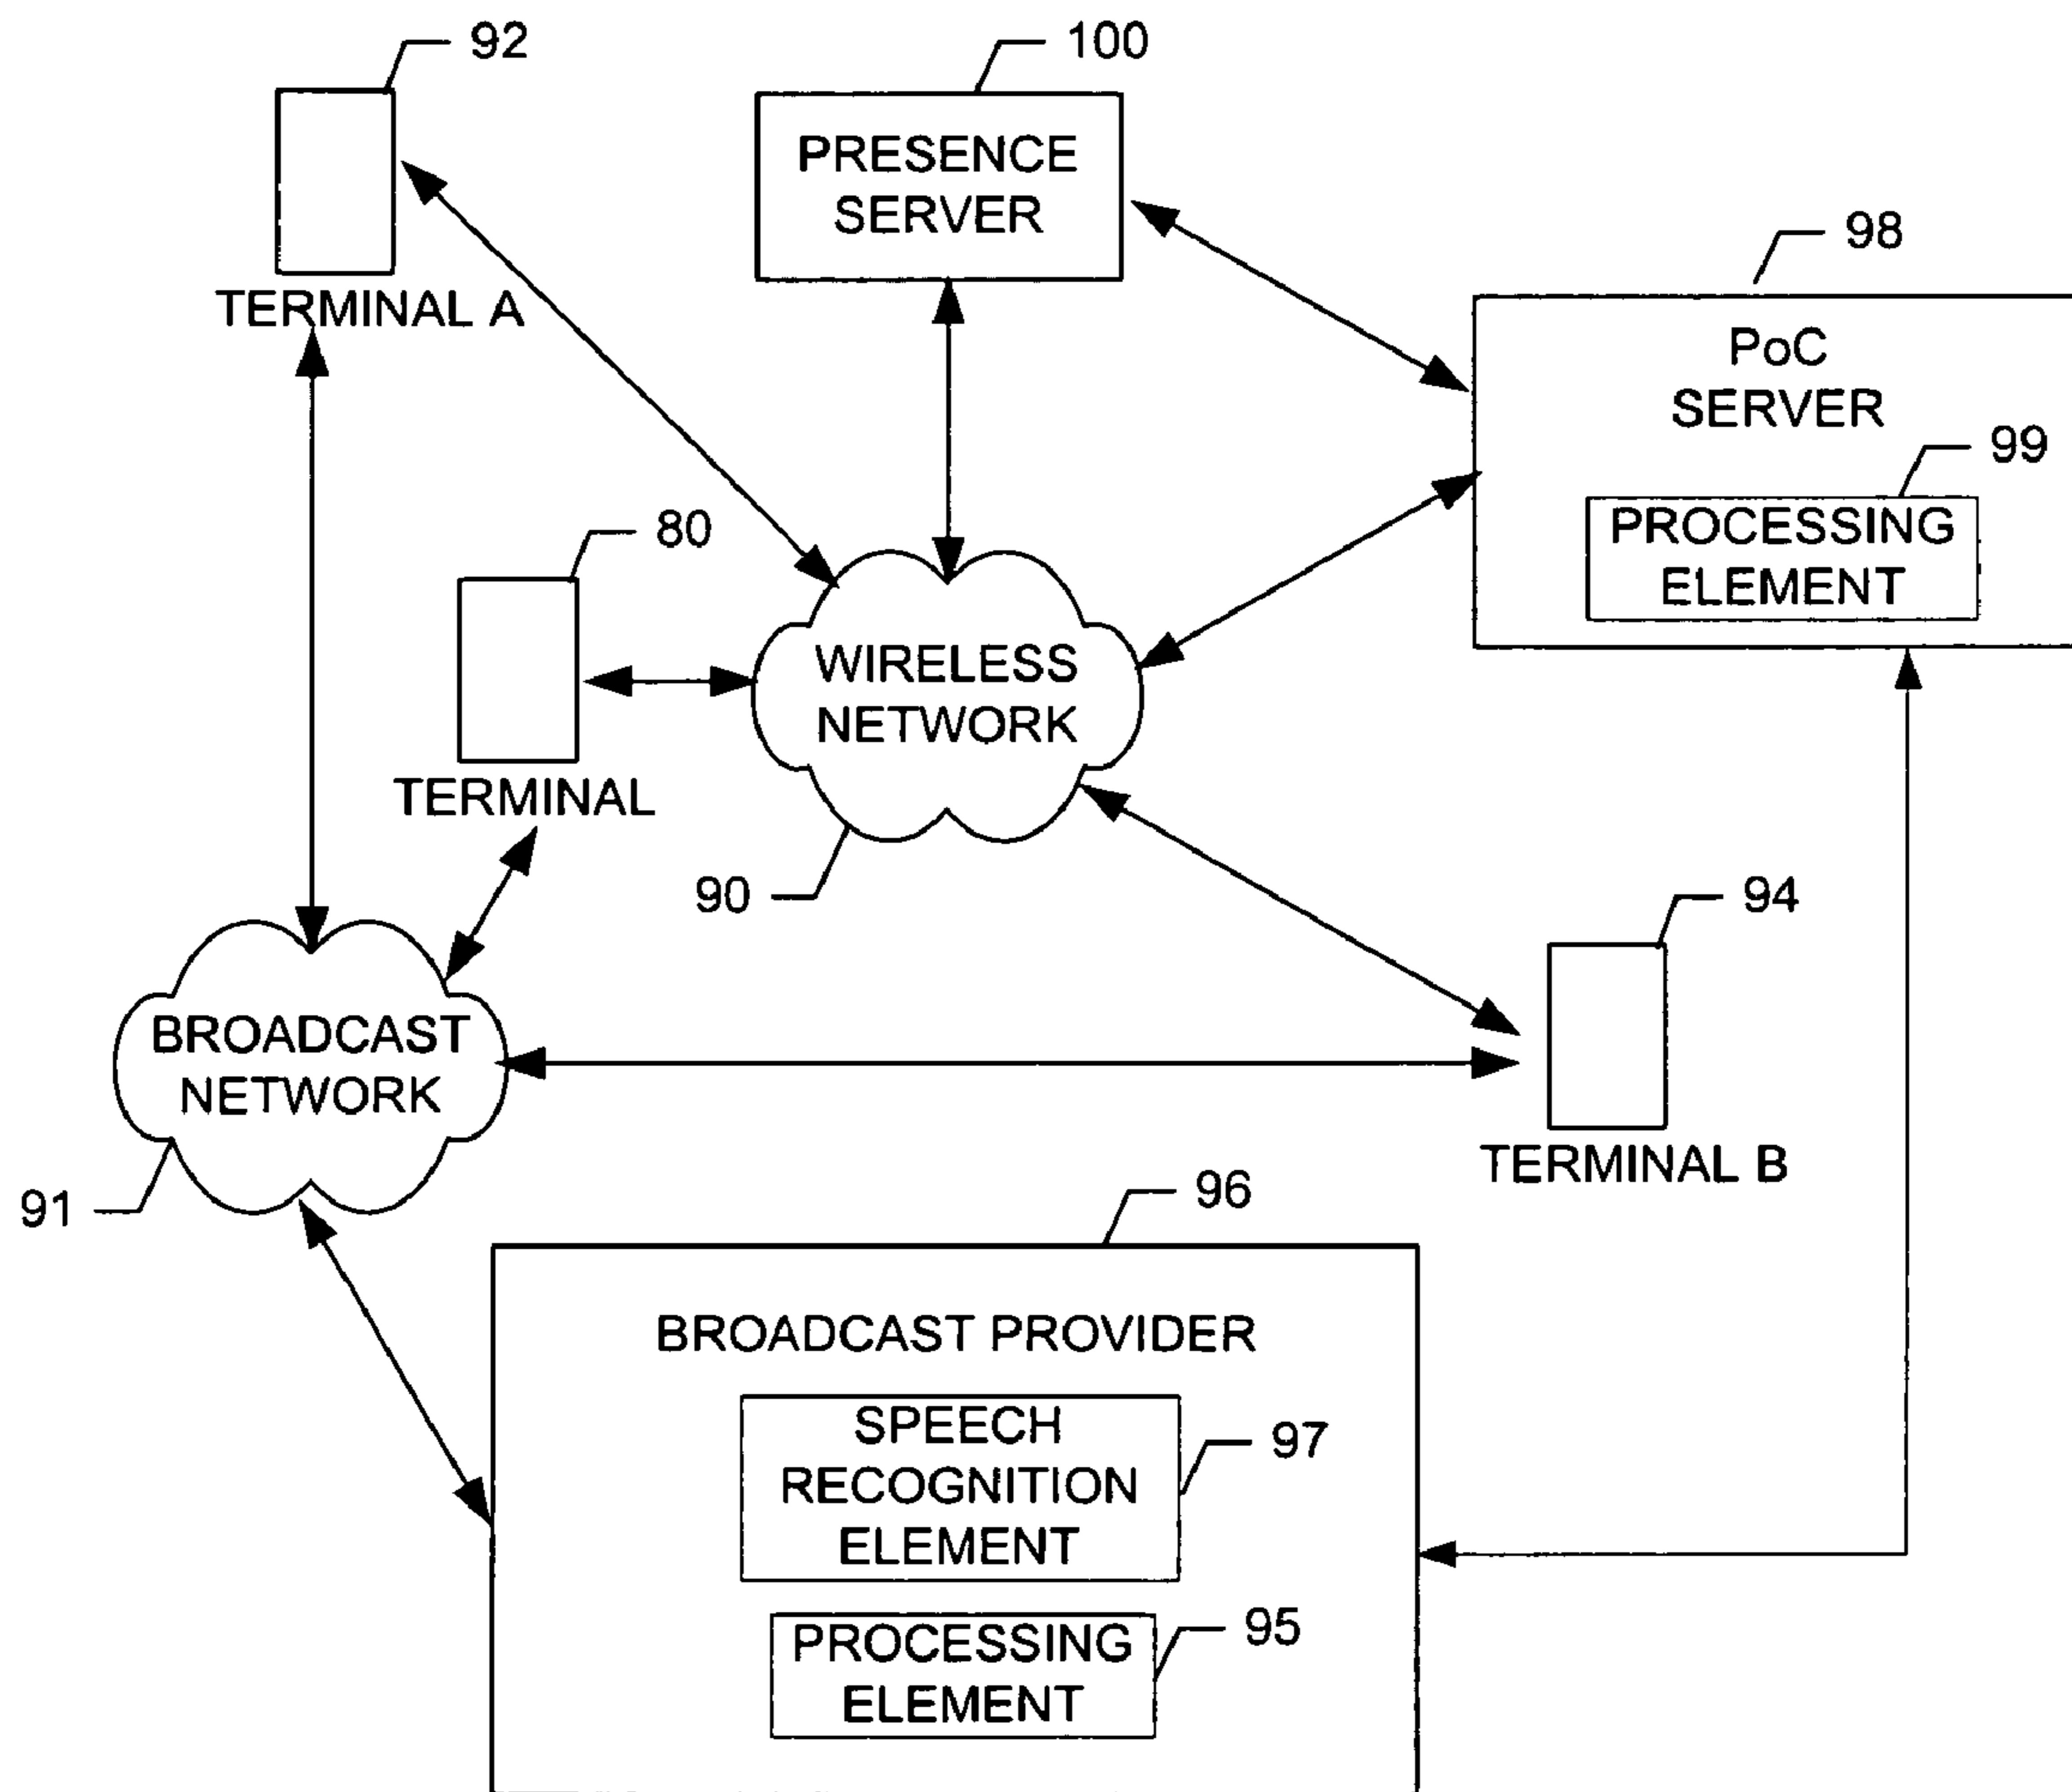 92
100
PRESENCE
SERVER
TERMINAL A
98
PoC
SERVER
99
PROCESSING
ELEMENT
80
TERMINAL
WIRELESS
NETWORK
90
94
TERMINAL B
BROADCAST
NETWORK
91
96
BROADCAST PROVIDER
SPEECH
RECOGNITION
ELEMENT
97
PROCESSING
ELEMENT
95